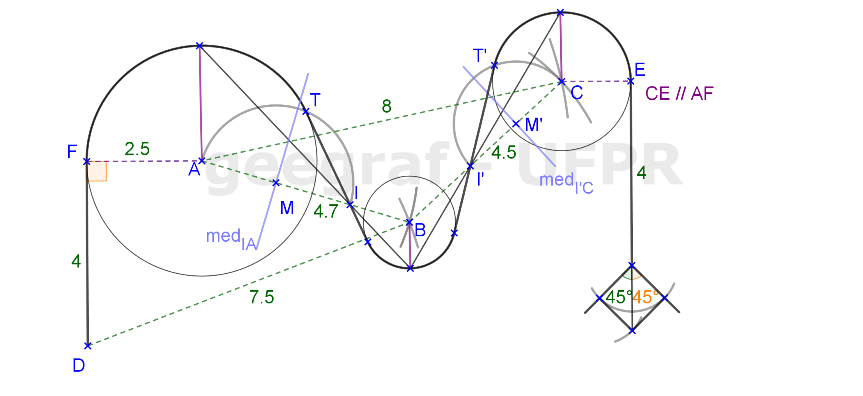 T'
E
C
CE // AF
T
8
M'
F
2.5
A
geegraf - UFPR
4.5
I'
med I'C
4
M
I
4.7
B
med IA
4
7.5
45° 45°
D